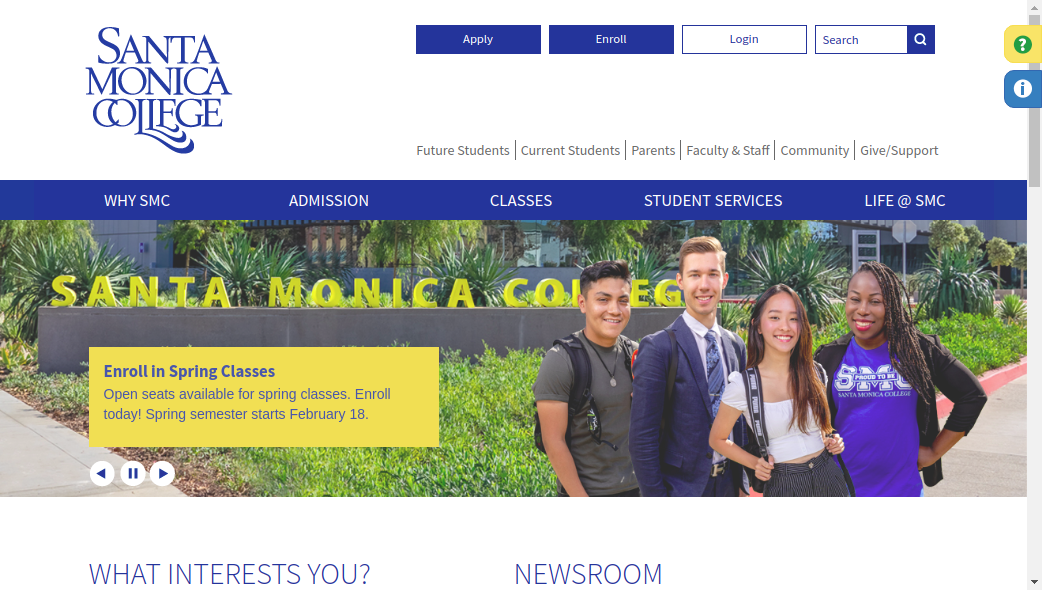 SANTA
MONICA
COLLEGE
Apply
Enroll
Login
Search
Future Students
Current Students
Parents
Faculty & Staff
Community
Give/Support
WHY SMC
ADMISSION
CLASSES
STUDENT SERVICES
LIFE @ SMC
SANTA MONICA COLLEGE
PROUD TO BE
SMC
SANTA MONICA COLLEGE
Enroll in Spring Classes
Open seats available for spring classes. Enroll
today! Spring semester starts February 18.
WHAT INTERESTS YOU?
NEWSROOM